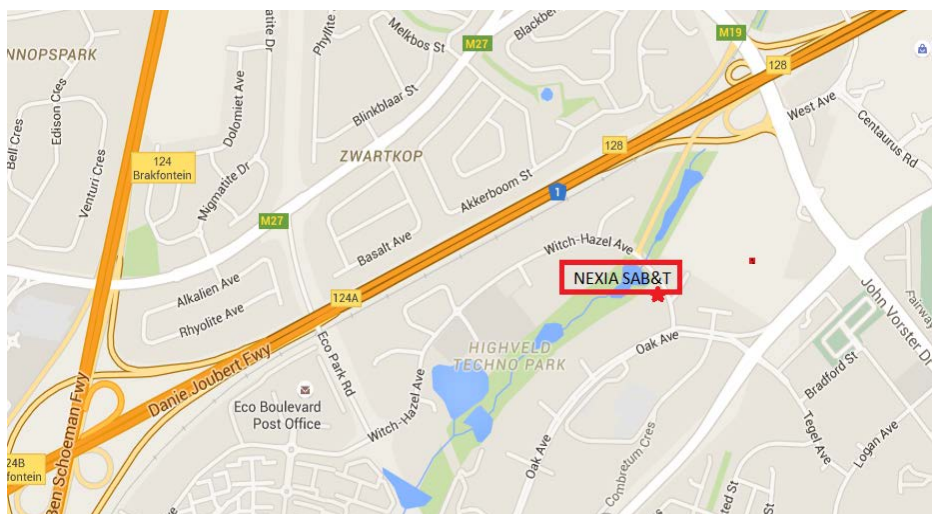 NNOPSPARK
Bell Cres
Edison Cres
Venturi Cres
Dolomiet Ave
Migmatite Dr
atite Dr
Phyllite
Melkbos St
M27
Blackber
Blinkblaar St
M19
128
West Ave
Centaurus Rd
124
Brakfontein
ZWARTKOP
128
Akkerboom St
1
M27
Basalt Ave
Witch-Hazel Ave
NEXIA SAB&T
Alkalien Ave
Rhyolite Ave
124A
Danie Joubert Fwy
Eco Park Rd
HIGHVELD
TECHNO PARK
Oak Ave
John Vorster Dr
Fairway
Bradford St
Eco Boulevard
Post Office
Witch-Hazel Ave
Oak Ave
Combretum Cres
Tegel Ave
Logan Ave
24B
fontein
Ben Schoeman Fwy
ted St